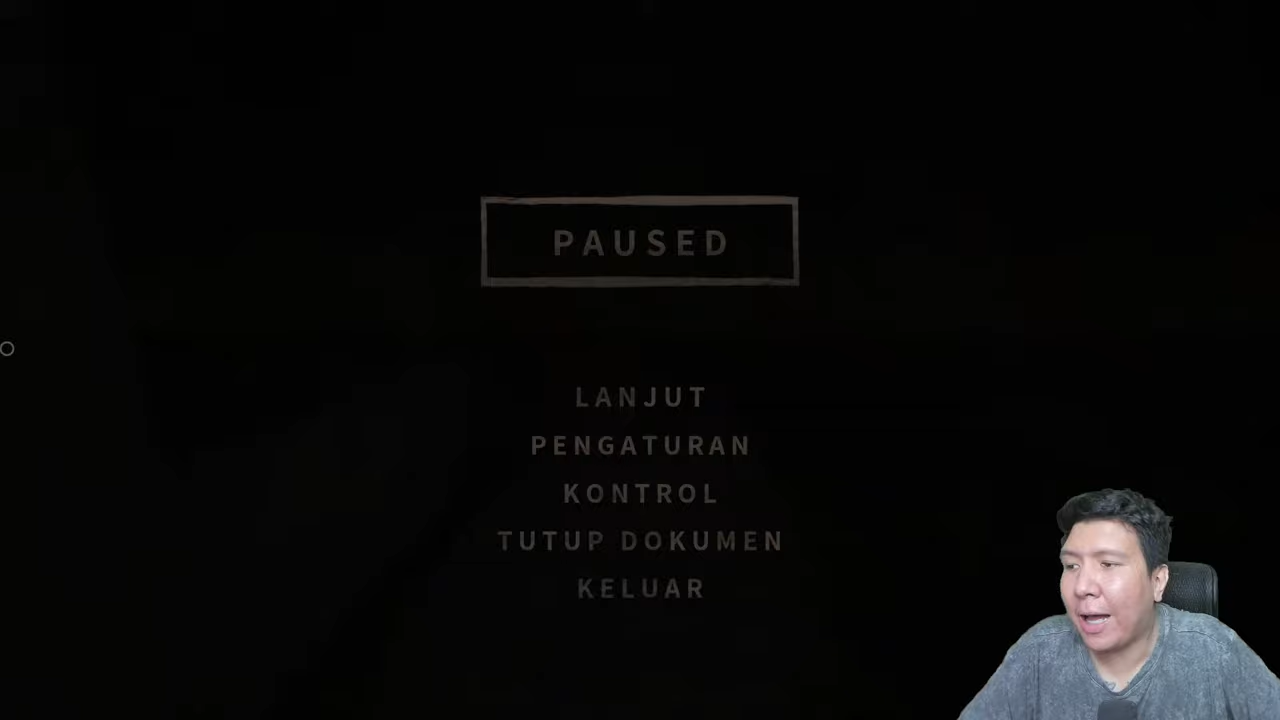 PAUSED
LANJUT
PENGATURAN
KONTROL
TUTUP DOKUMEN
KELUAR